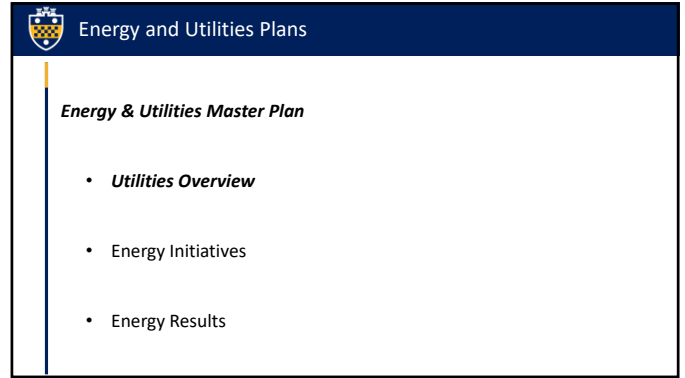 Energy and Utilities Plans
Energy & Utilities Master Plan
• Utilities Overview
• Energy Initiatives
• Energy Results